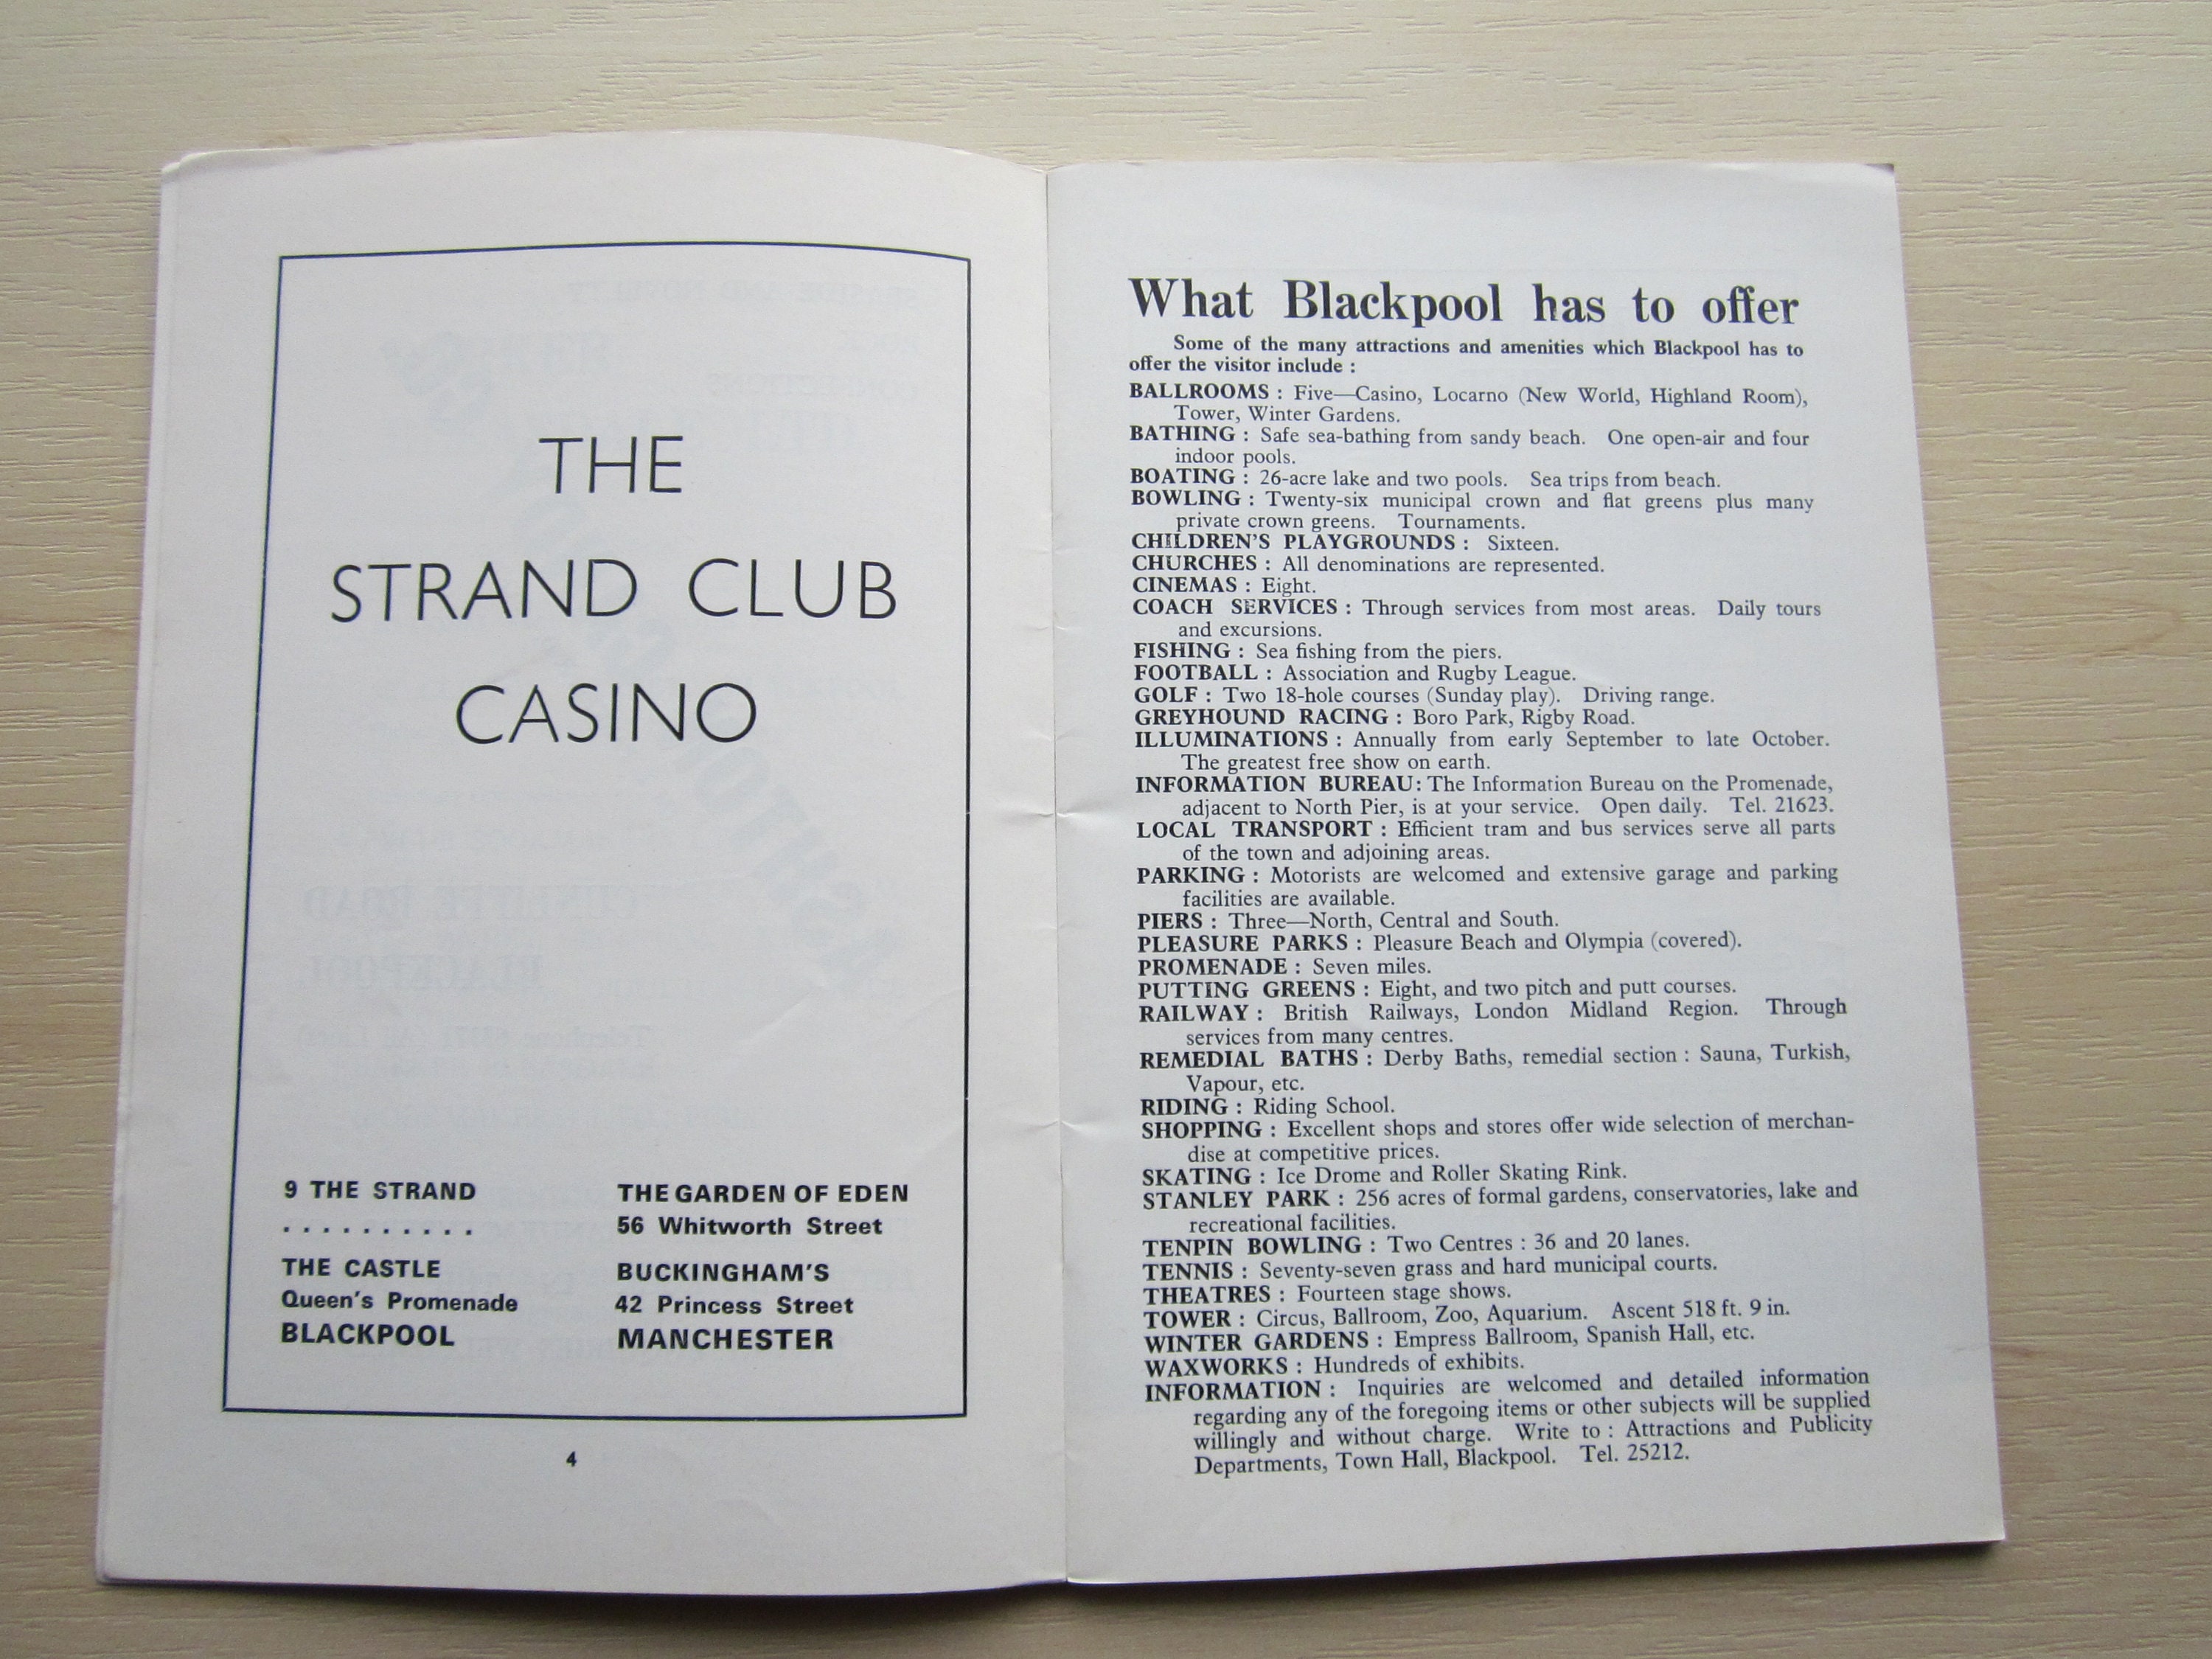 THE
STRAND CLUB
CASINO
9 THE STRAND
. . . . . . . . . .
THE CASTLE
Queen's Promenade
BLACKPOOL
THE GARDEN OF EDEN
56 Whitworth Street
BUCKINGHAM'S
42 Princess Street
MANCHESTER
4
What Blackpool has to offer
Some of the many attractions and amenities which Blackpool has to
offer the visitor include :
BALLROOMS : Five—Casino, Locarno (New World, Highland Room),
Tower, Winter Gardens.
BATHING : Safe sea-bathing from sandy beach. One open-air and four
indoor pools.
BOATING : 26-acre lake and two pools. Sea trips from beach.
BOWLING : Twenty-six municipal crown and flat greens plus many
private crown greens. Tournaments.
CHILDREN'S PLAYGROUNDS : Sixteen.
CHURCHES : All denominations are represented.
CINEMAS : Eight.
COACH SERVICES : Through services from most areas. Daily tours
and excursions.
FISHING : Sea fishing from the piers.
FOOTBALL : Association and Rugby League.
GOLF : Two 18-hole courses (Sunday play). Driving range.
GREYHOUND RACING : Boro Park, Rigby Road.
ILLUMINATIONS : Annually from early September to late October.
The greatest free show on earth.
INFORMATION BUREAU: The Information Bureau on the Promenade,
adjacent to North Pier, is at your service. Open daily. Tel. 21623.
LOCAL TRANSPORT : Efficient tram and bus services serve all parts
of the town and adjoining areas.
PARKING : Motorists are welcomed and extensive garage and parking
facilities are available.
PIERS : Three—North, Central and South.
PLEASURE PARKS : Pleasure Beach and Olympia (covered).
PROMENADE : Seven miles.
PUTTING GREENS : Eight, and two pitch and putt courses.
RAILWAY : British Railways, London Midland Region. Through
services from many centres.
REMEDIAL BATHS : Derby Baths, remedial section : Sauna, Turkish,
Vapour, etc.
RIDING : Riding School.
SHOPPING : Excellent shops and stores offer wide selection of merchan-
dise at competitive prices.
SKATING : Ice Drome and Roller Skating Rink.
STANLEY PARK : 256 acres of formal gardens, conservatories, lake and
recreational facilities.
TENPIN BOWLING : Two Centres : 36 and 20 lanes.
TENNIS : Seventy-seven grass and hard municipal courts.
THEATRES : Fourteen stage shows.
TOWER : Circus, Ballroom, Zoo, Aquarium. Ascent 518 ft. 9 in.
WINTER GARDENS : Empress Ballroom, Spanish Hall, etc.
WAXWORKS : Hundreds of exhibits.
INFORMATION : Inquiries are welcomed and detailed information
regarding any of the foregoing items or other subjects will be supplied
willingly and without charge. Write to : Attractions and Publicity
Departments, Town Hall, Blackpool. Tel. 25212.